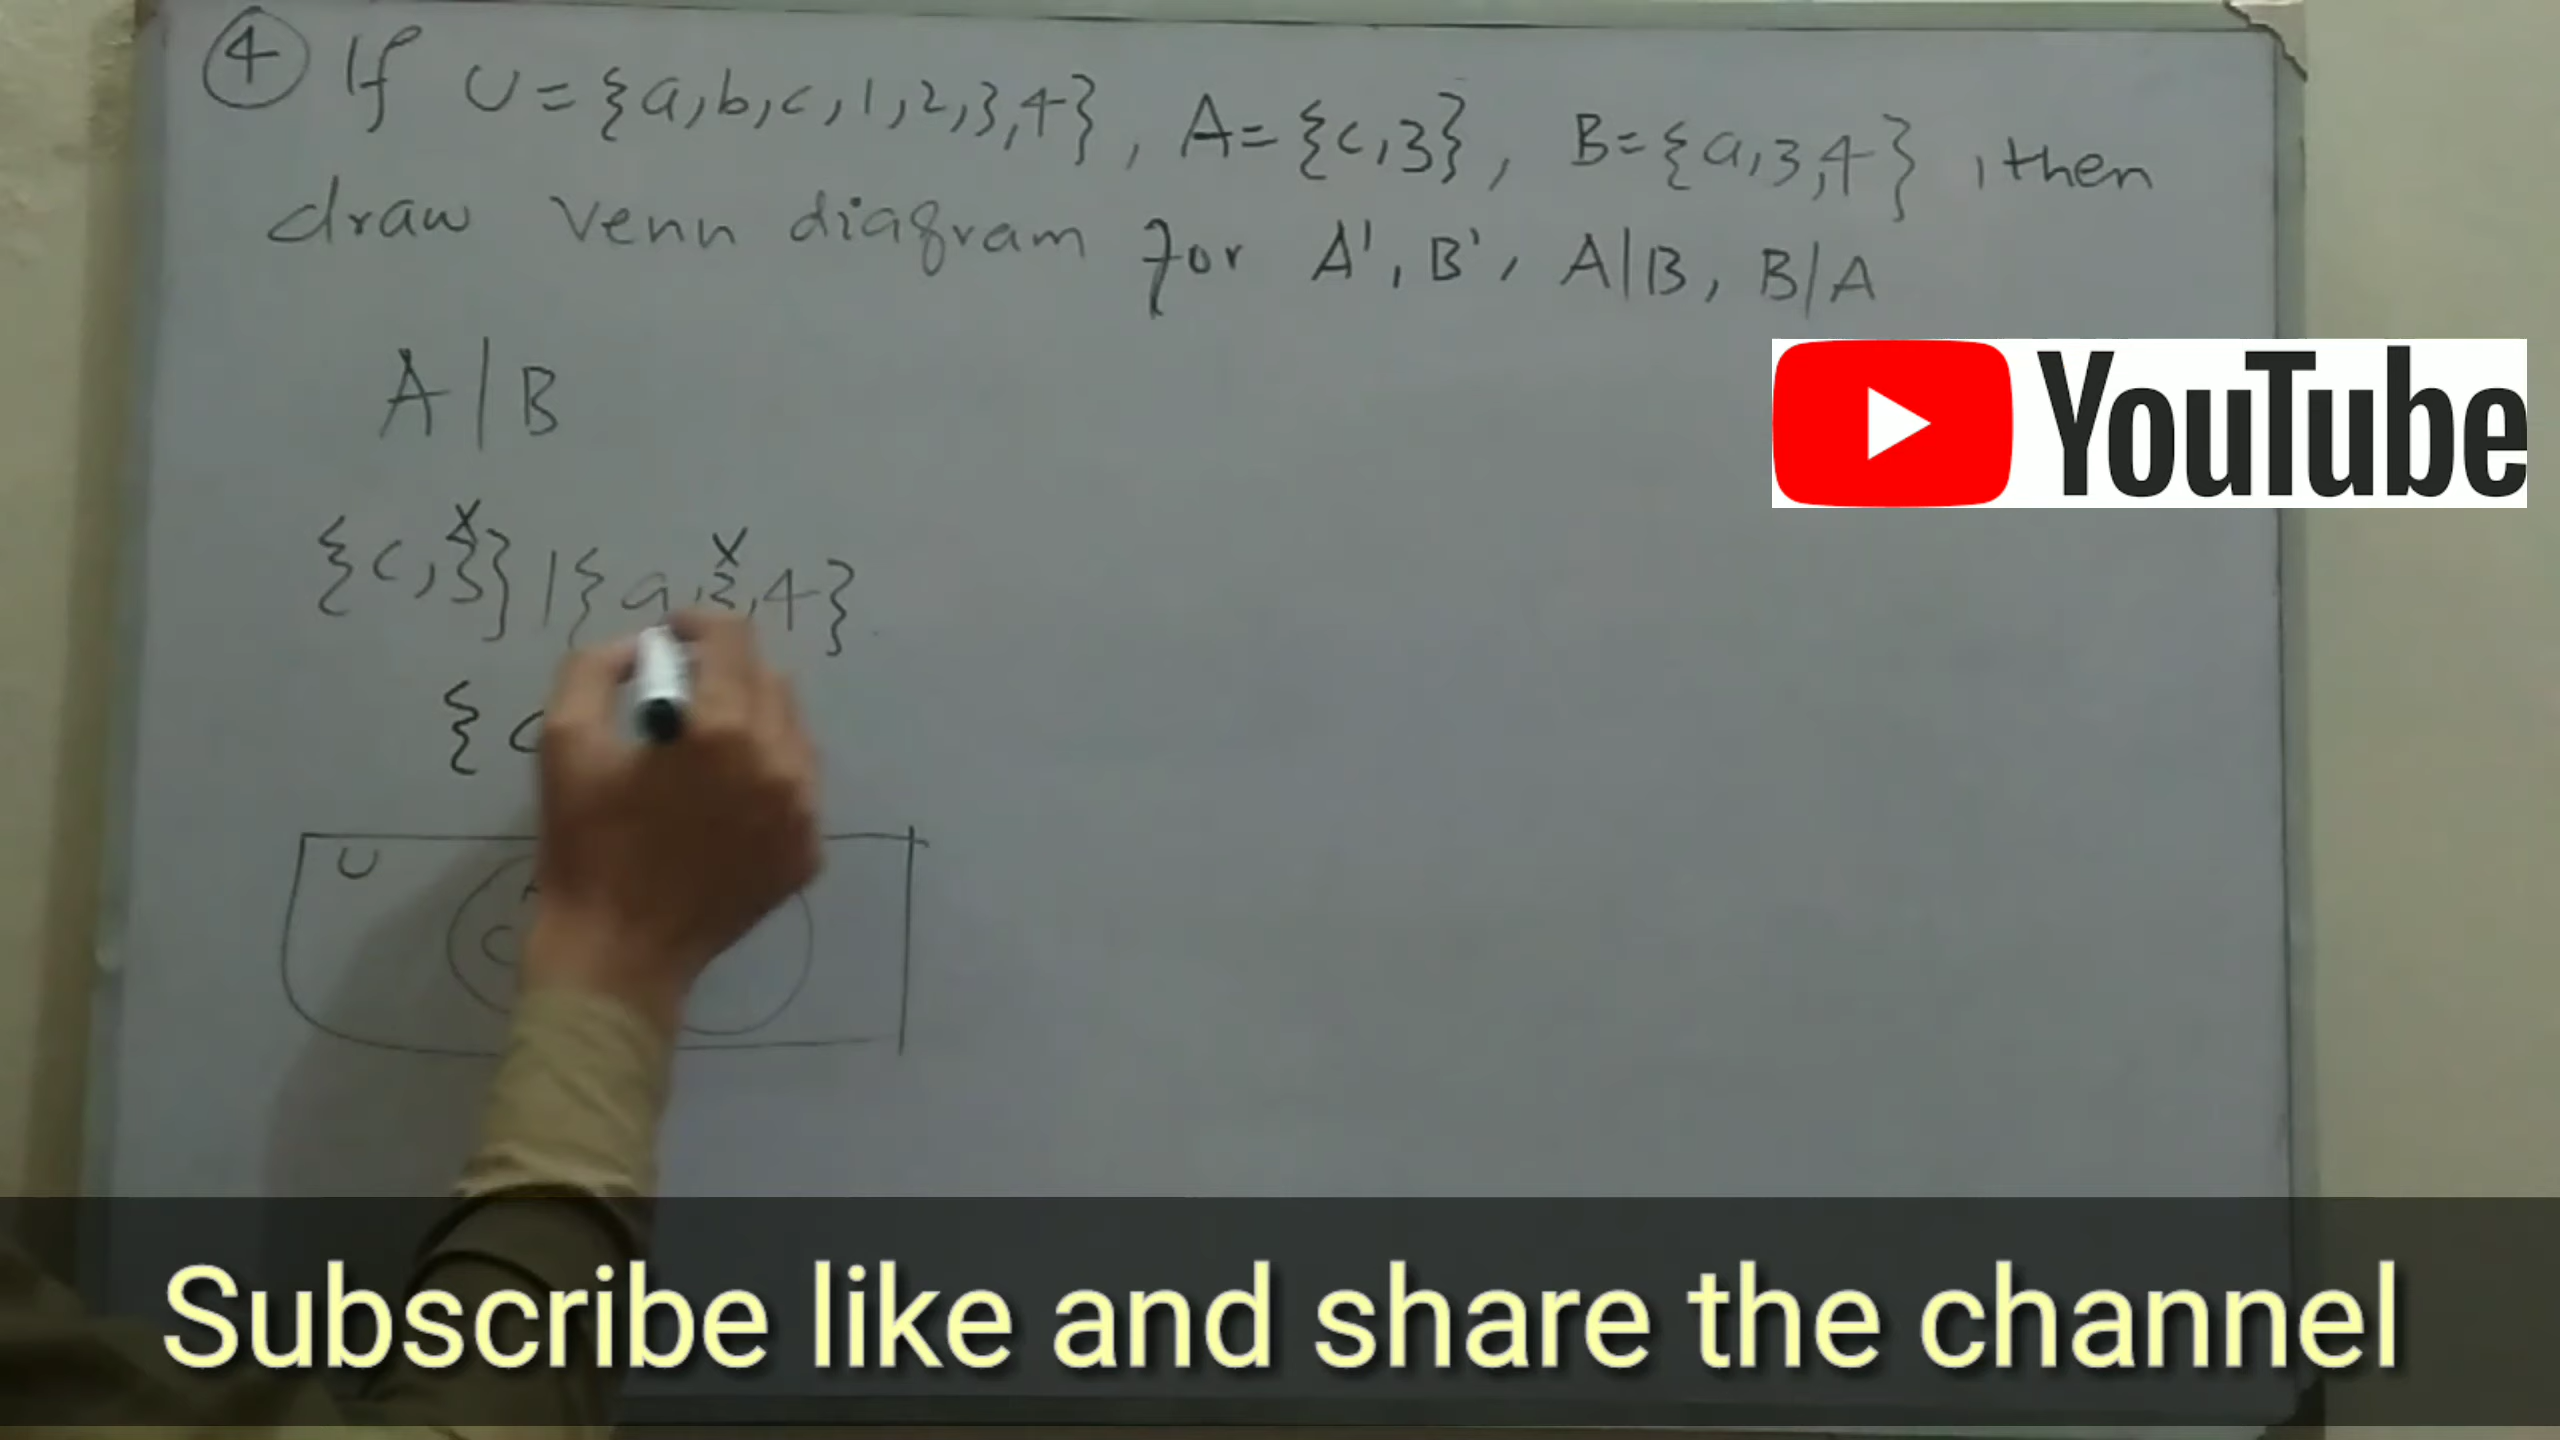 ④ If U={a,b,c,1,2,3,4}, A={c,3}, B={a,3,4}, then
draw venn diagram for A', B', A|B, B|A
A|B
YouTube
{c,3}|{a,3,4}
{c
U
A
C
Subscribe like and share the channel